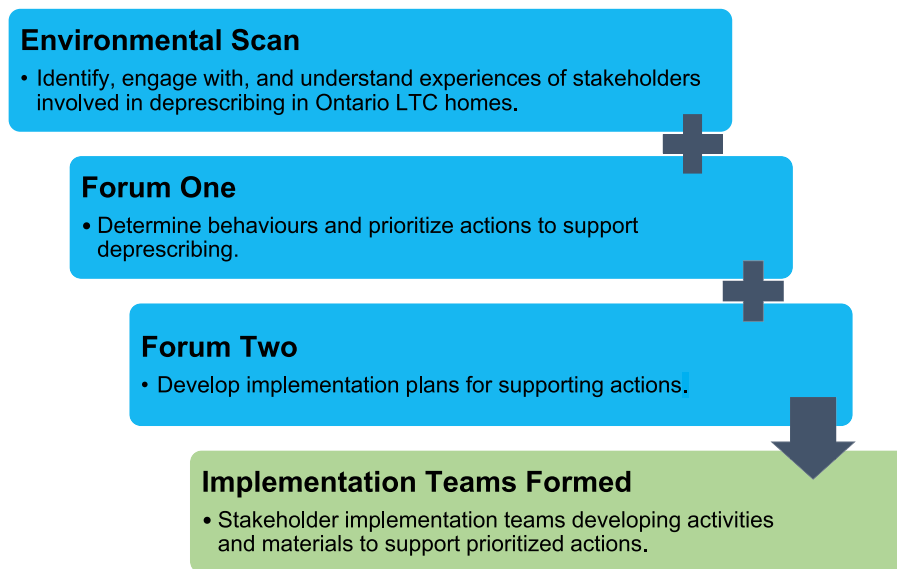 Environmental Scan
• Identify, engage with, and understand experiences of stakeholders
involved in deprescribing in Ontario LTC homes.
Forum One
• Determine behaviours and prioritize actions to support
deprescribing.
Forum Two
• Develop implementation plans for supporting actions.
Implementation Teams Formed
• Stakeholder implementation teams developing activities
and materials to support prioritized actions.